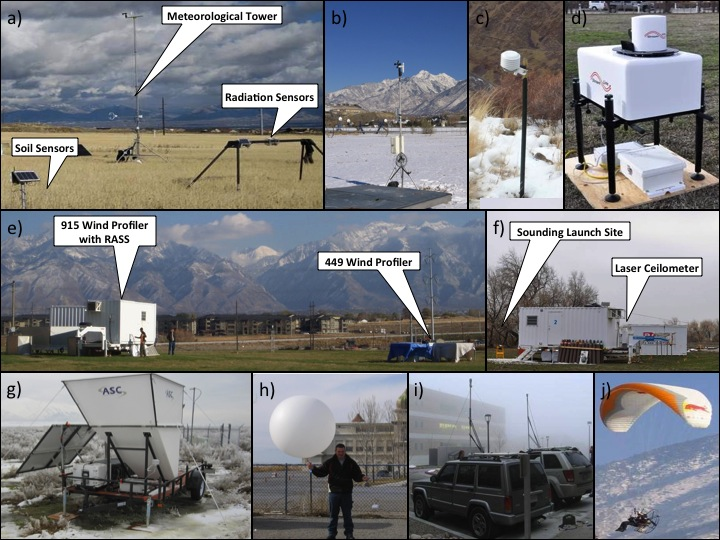 a)
Meteorological Tower
Radiation Sensors
Soil Sensors
b)
c)
d)
e)
915 Wind Profiler
with RASS
449 Wind Profiler
f)
Sounding Launch Site
Laser Ceilometer
2
g)
ASC
h)
i)
j)